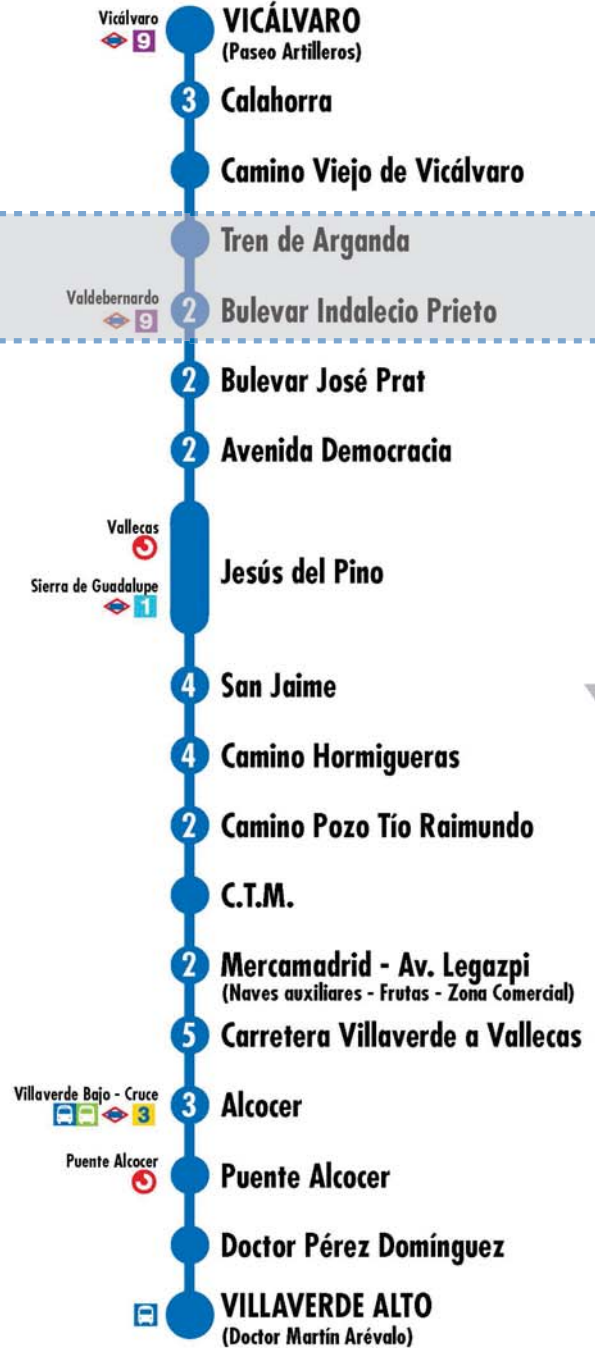 Vicálvaro
9
VICÁLVARO
(Paseo Artilleros)
3 Calahorra
Camino Viejo de Vicálvaro
Tren de Arganda
Valdebernardo
9
2 Bulevar Indalecio Prieto
2 Bulevar José Prat
2 Avenida Democracia
Vallecas
Sierra de Guadalupe
1
Jesús del Pino
4 San Jaime
4 Camino Hormigueras
2 Camino Pozo Tío Raimundo
C.T.M.
2 Mercamadrid - Av. Legazpi
(Naves auxiliares - Frutas - Zona Comercial)
5 Carretera Villaverde a Vallecas
Villaverde Bajo - Cruce
3
3 Alcocer
Puente Alcocer
Puente Alcocer
Doctor Pérez Domínguez
VILLAVERDE ALTO
(Doctor Martín Arévalo)